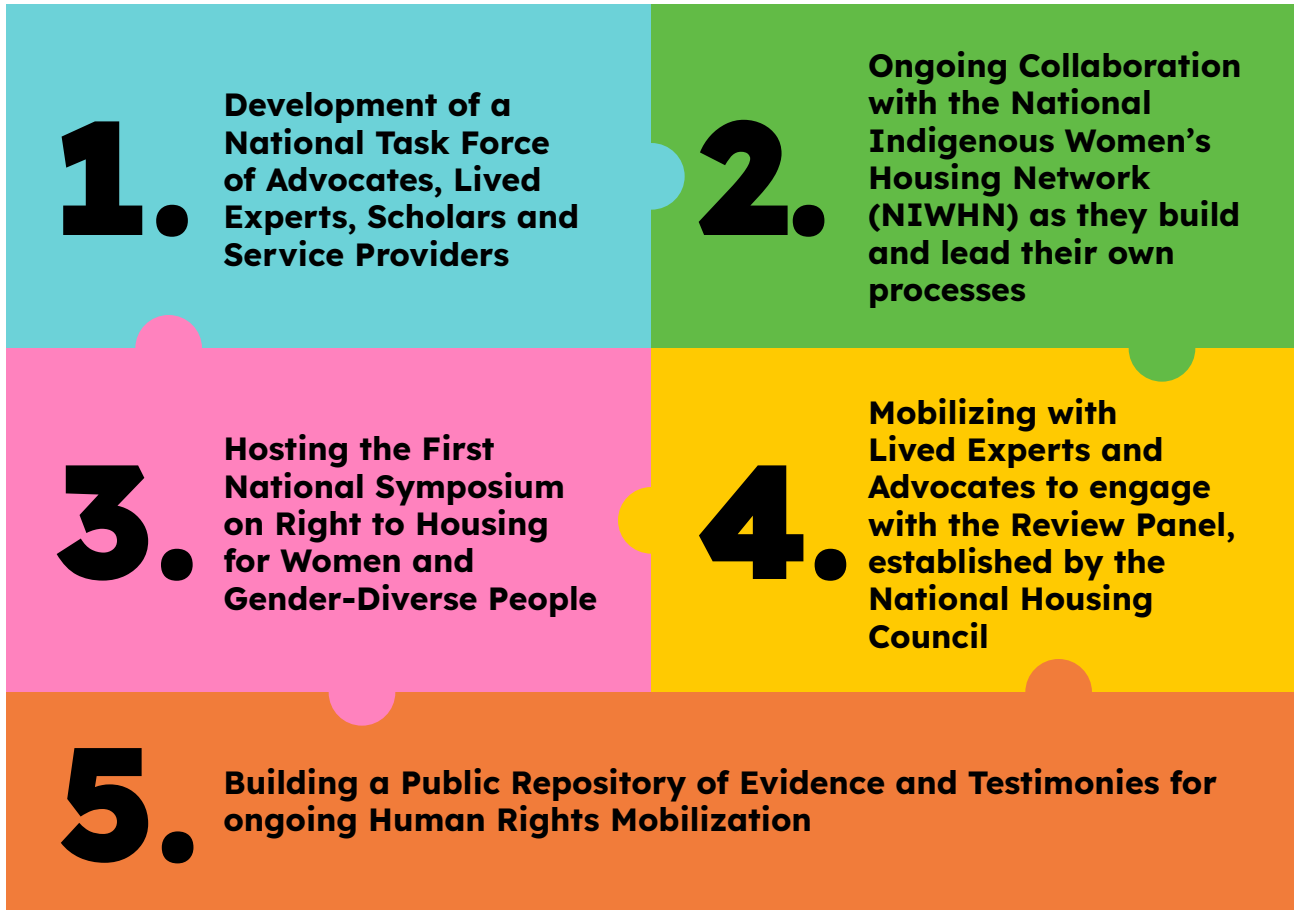 1.
Development of a
National Task Force
of Advocates, Lived
Experts, Scholars and
Service Providers
2.
Ongoing Collaboration
with the National
Indigenous Women’s
Housing Network
(NIWHN) as they build
and lead their own
processes
3.
Hosting the First
National Symposium
on Right to Housing
for Women and
Gender-Diverse People
4.
Mobilizing with
Lived Experts and
Advocates to engage
with the Review Panel,
established by the
National Housing
Council
5.
Building a Public Repository of Evidence and Testimonies for
ongoing Human Rights Mobilization